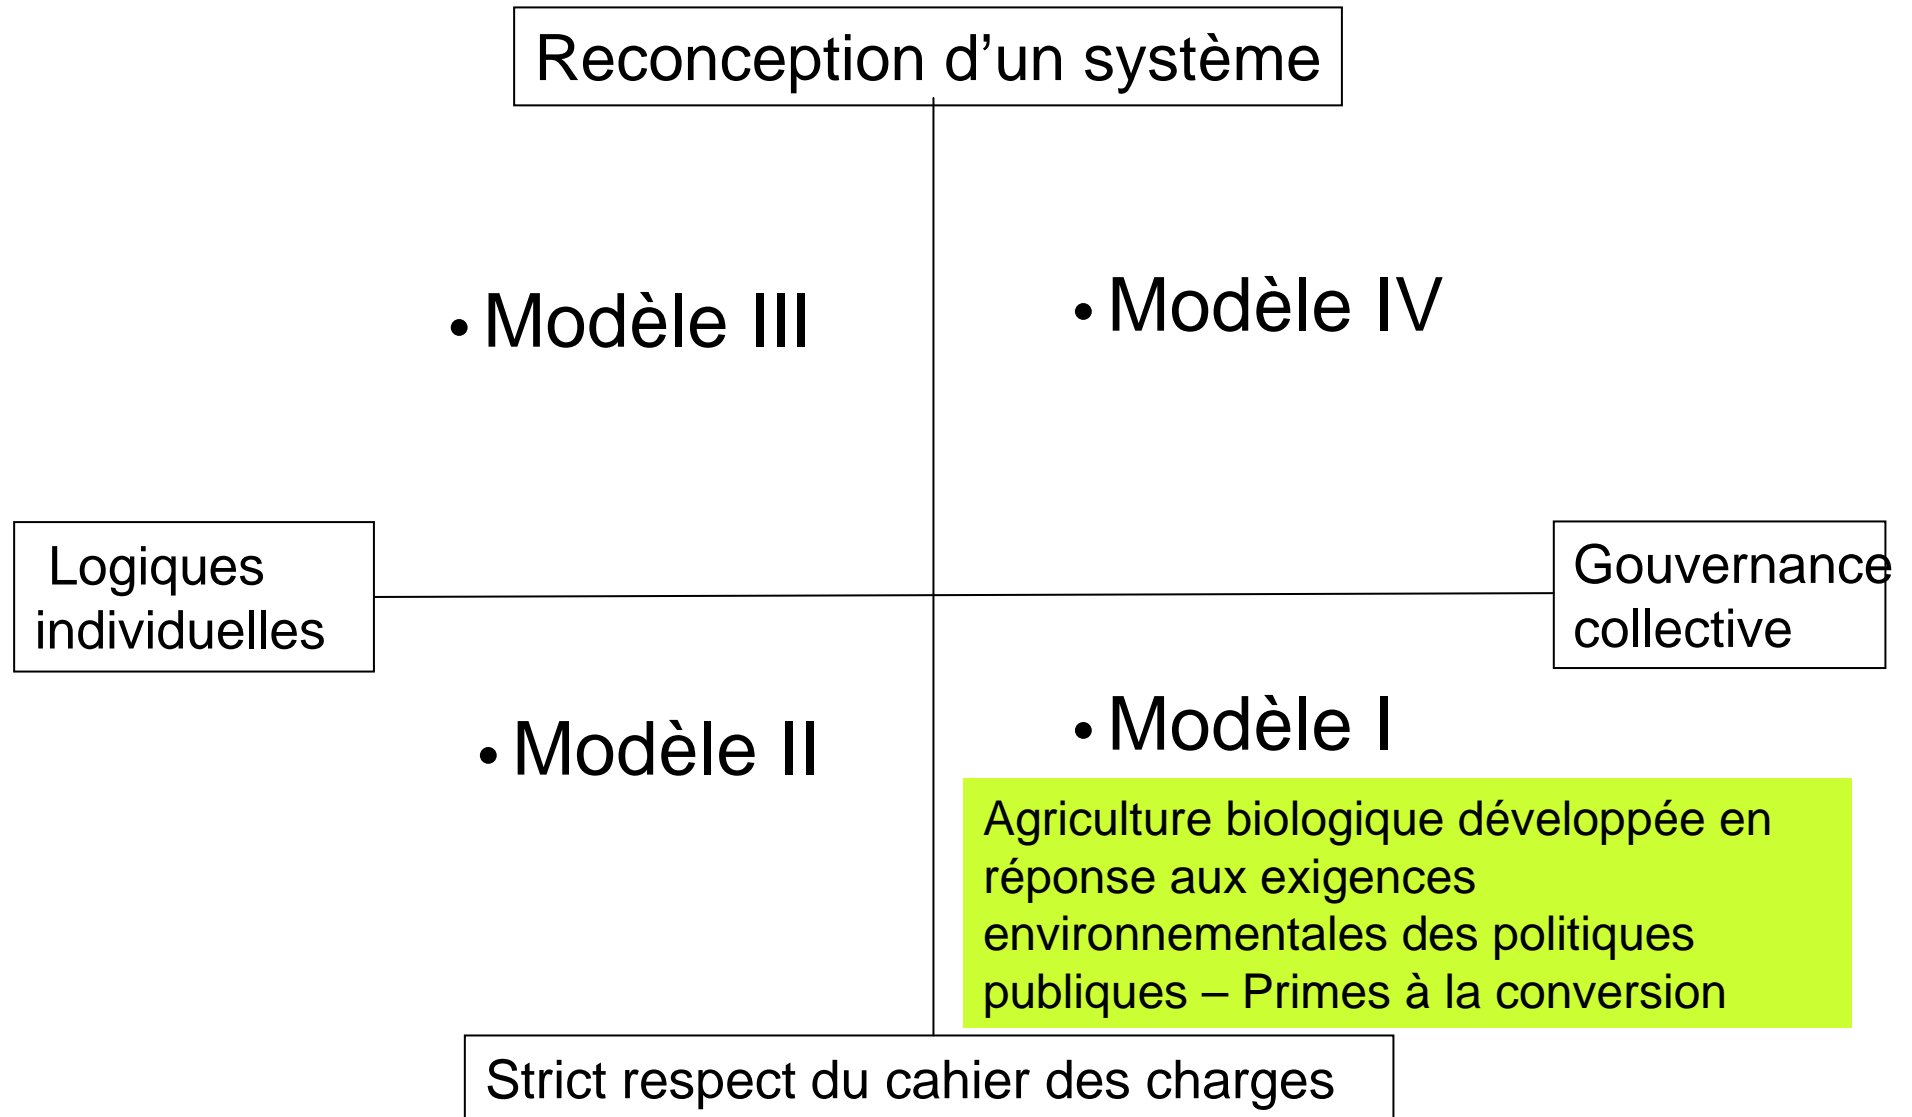 Reconception d’un système
• Modèle III
• Modèle IV
Logiques
individuelles
Gouvernance
collective
• Modèle II
• Modèle I
Agriculture biologique développée en
réponse aux exigences
environnementales des politiques
publiques – Primes à la conversion
Strict respect du cahier des charges